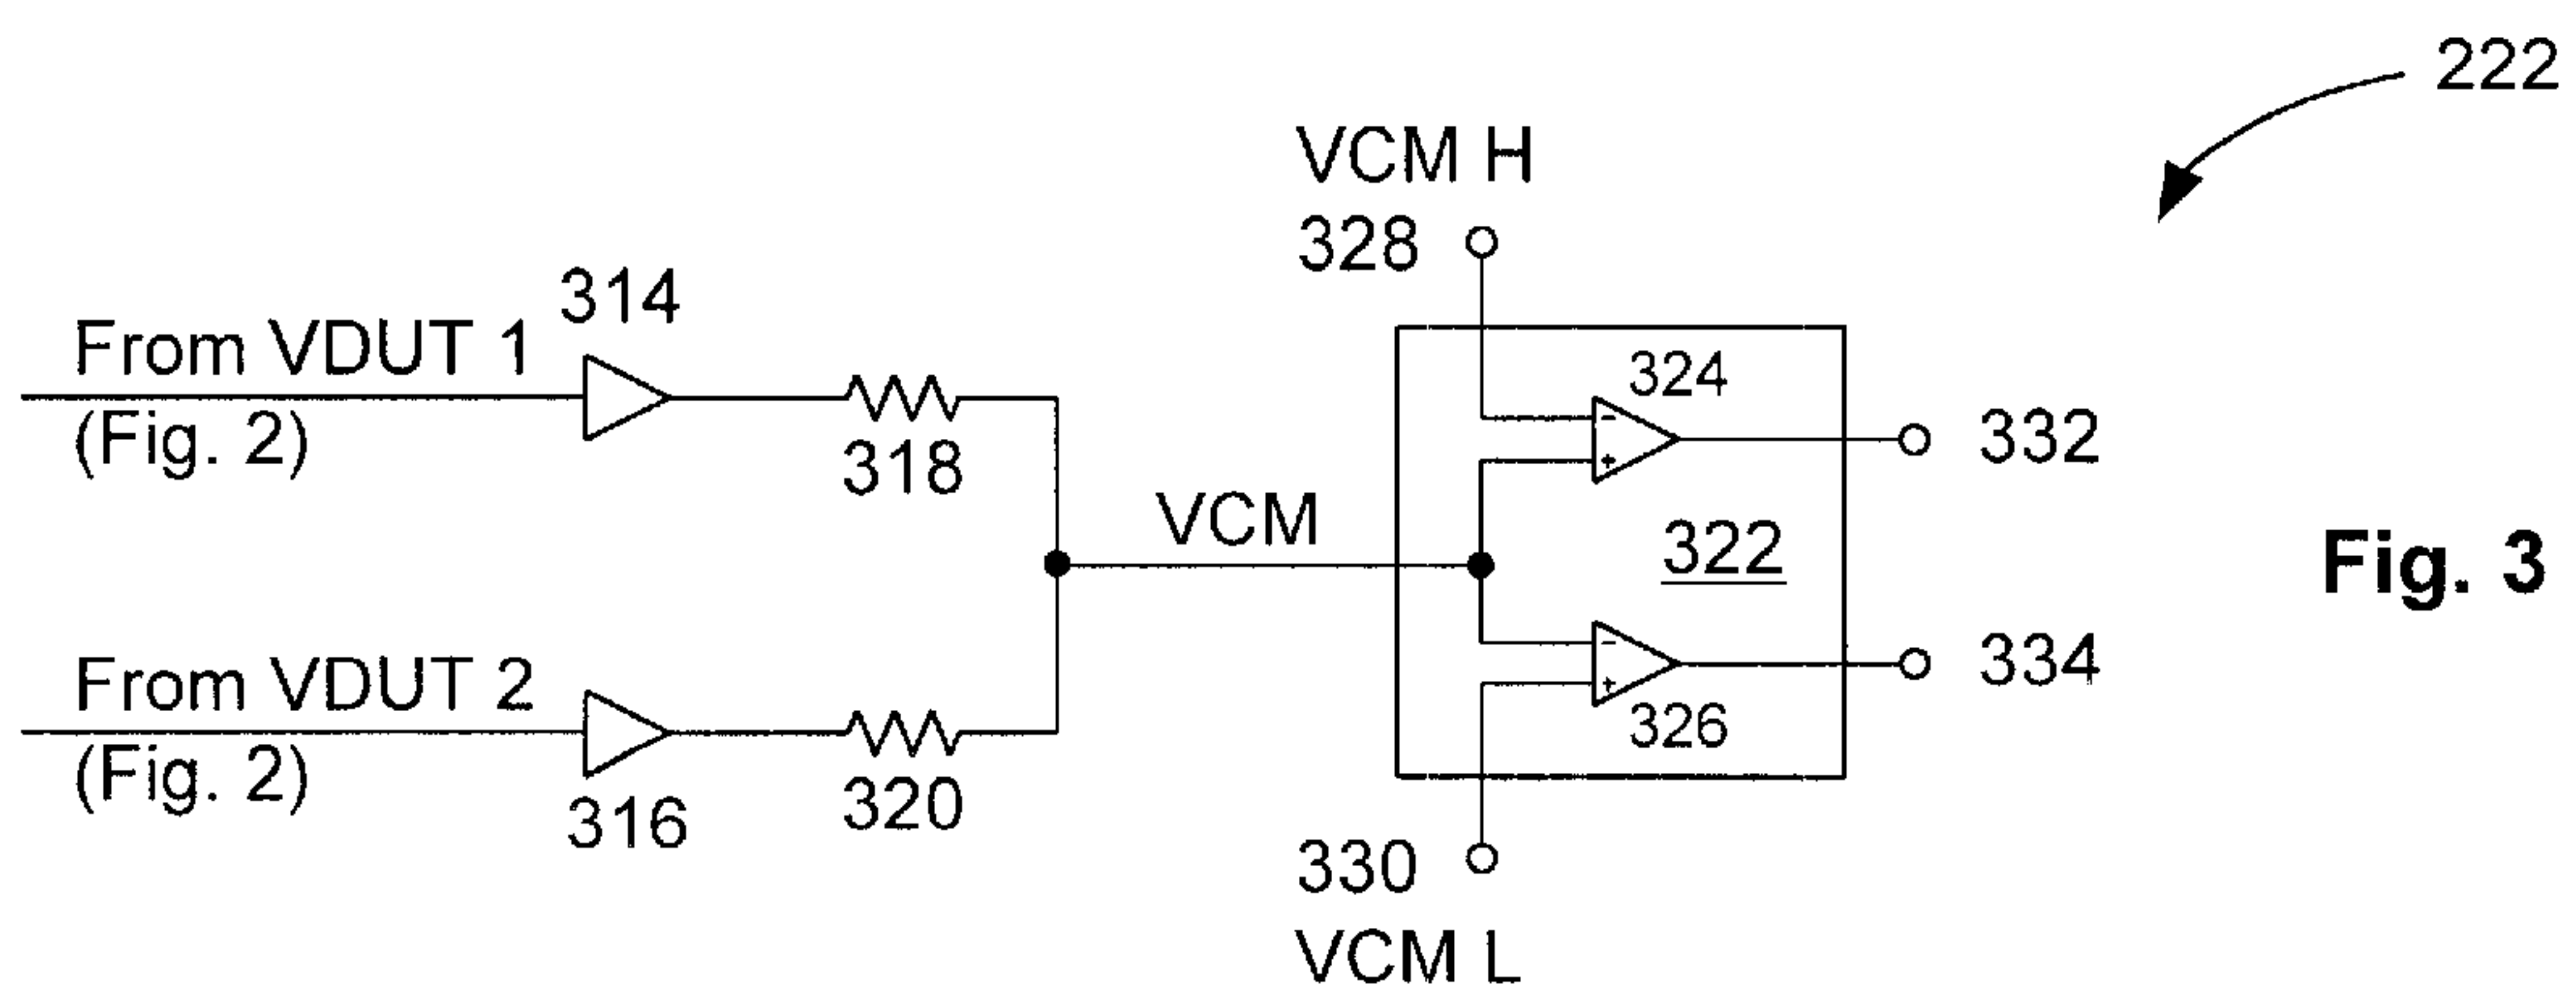 222
VCM H
328
314
From VDUT 1
(Fig. 2)
318
324
-
+
332
VCM
322
Fig. 3
From VDUT 2
(Fig. 2)
316
320
-
+
326
334
330
VCM L